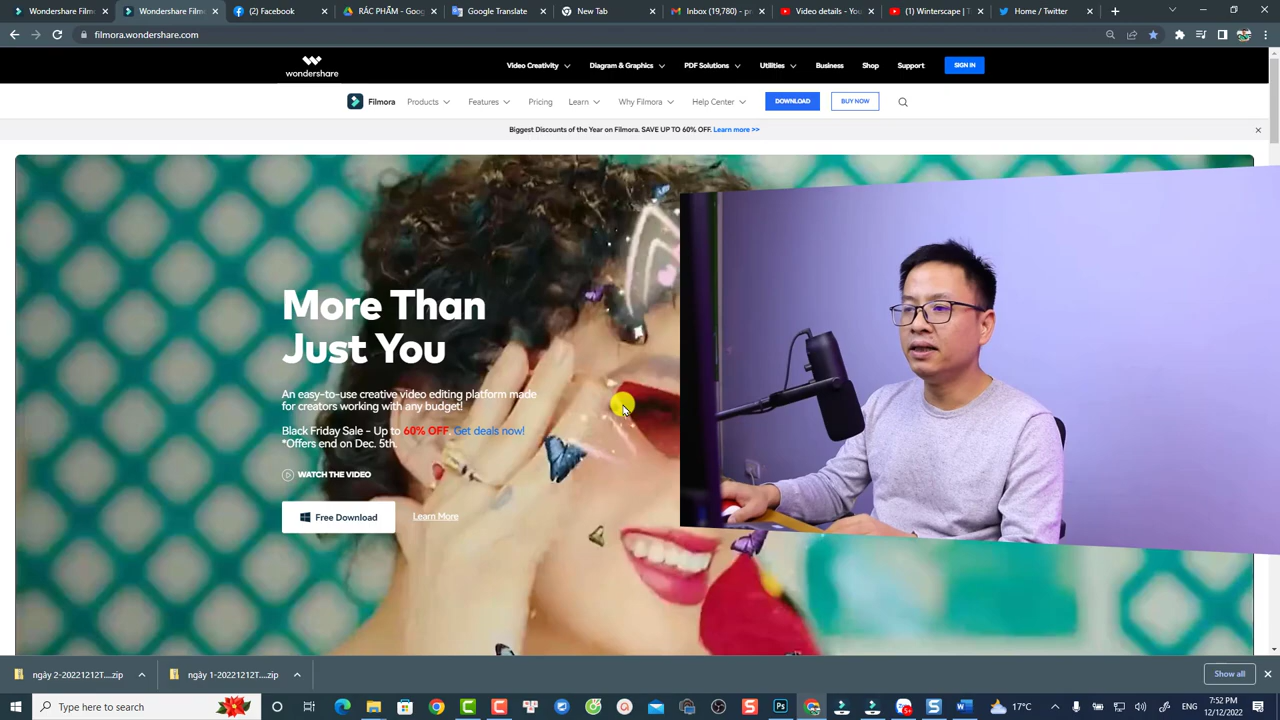 Wondershare Film
Wondershare Film
(2) Facebook
RÁC PHẨM - G
Google Translat
New Tab
Inbox (19,780)
Video details - You
(1) Winterscape | T
Home / Twitter
filmora.wondershare.com
wondershare
Video Creativity
Diagram & Graphics
PDF Solutions
Utilities
Business
Shop
Support
SIGN IN
Filmora
Products
Features
Pricing
Learn
Why Filmora
Help Center
DOWNLOAD
BUY NOW
Biggest Discounts of the Year on Filmora. SAVE UP TO 60% OFF. Learn more >>
More Than
Just You
An easy-to-use creative video editing platform made
for creators working with any budget!
Black Friday Sale - Up to 60% OFF Get deals now!
*Offers end on Dec. 5th.
WATCH THE VIDEO
Free Download
Learn More
ngày 2-20221212T....zip
ngày 1-20221212T....zip
Show all
Type here to search
17°C
7:52 PM
12/12/2022